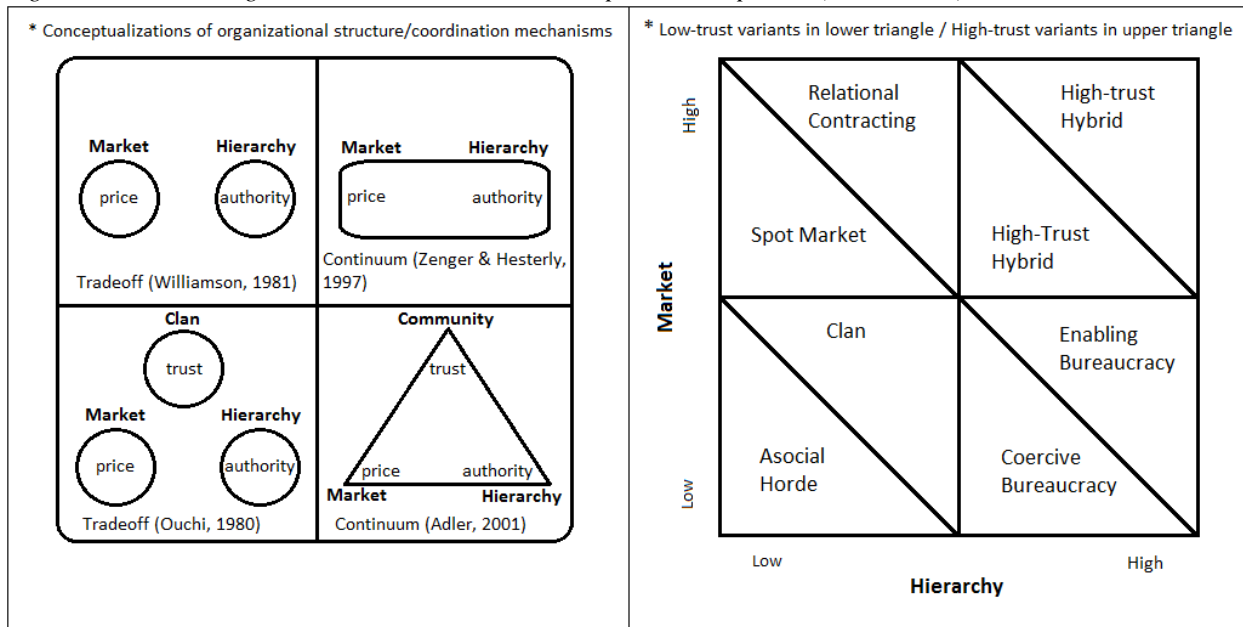 * Conceptualizations of organizational structure/coordination mechanisms
Market
Hierarchy
price
authority
Tradeoff (Williamson, 1981)
Market
Hierarchy
price
authority
Continuum (Zenger & Hesterly,
1997)
Clan
trust
Market
Hierarchy
price
authority
Tradeoff (Ouchi, 1980)
Community
trust
price
authority
Market
Hierarchy
Continuum (Adler, 2001)
* Low-trust variants in lower triangle / High-trust variants in upper triangle
High
Market
Low
Relational
Contracting
High-trust
Hybrid
Spot Market
High-Trust
Hybrid
Clan
Enabling
Bureaucracy
Asocial
Horde
Coercive
Bureaucracy
Low
High
Hierarchy